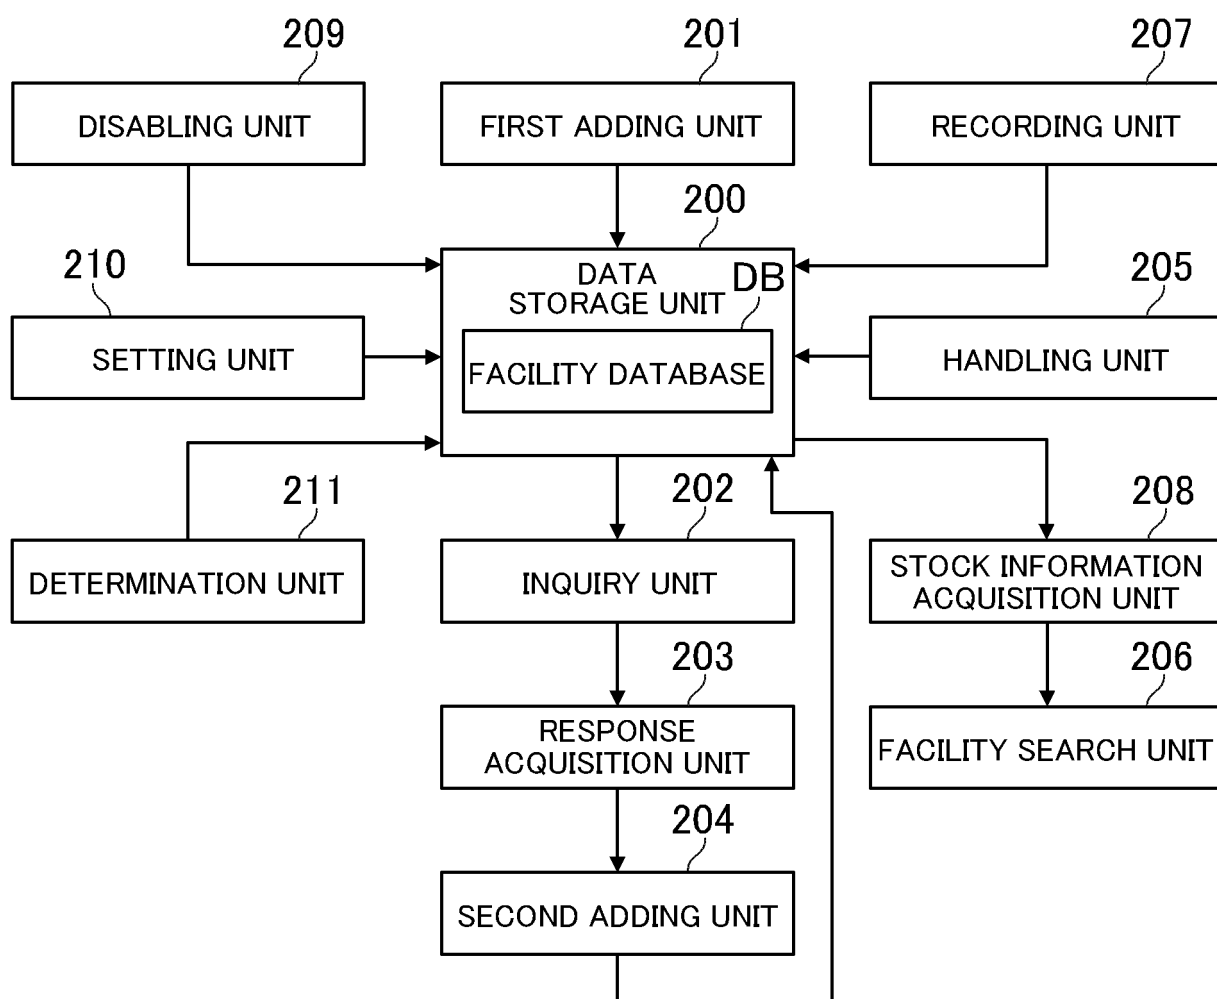 209
201
207
DISABLING UNIT
FIRST ADDING UNIT
RECORDING UNIT
200
210
DATA
STORAGE UNIT
DB
205
SETTING UNIT
FACILITY DATABASE
HANDLING UNIT
211
202
208
DETERMINATION UNIT
INQUIRY UNIT
STOCK INFORMATION
ACQUISITION UNIT
203
206
RESPONSE
ACQUISITION UNIT
FACILITY SEARCH UNIT
204
SECOND ADDING UNIT